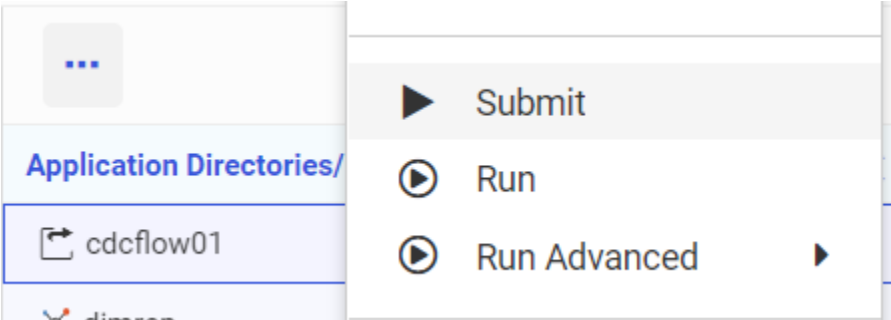 ...
Submit
Application Directories/
Run
cdcflow01
Run Advanced